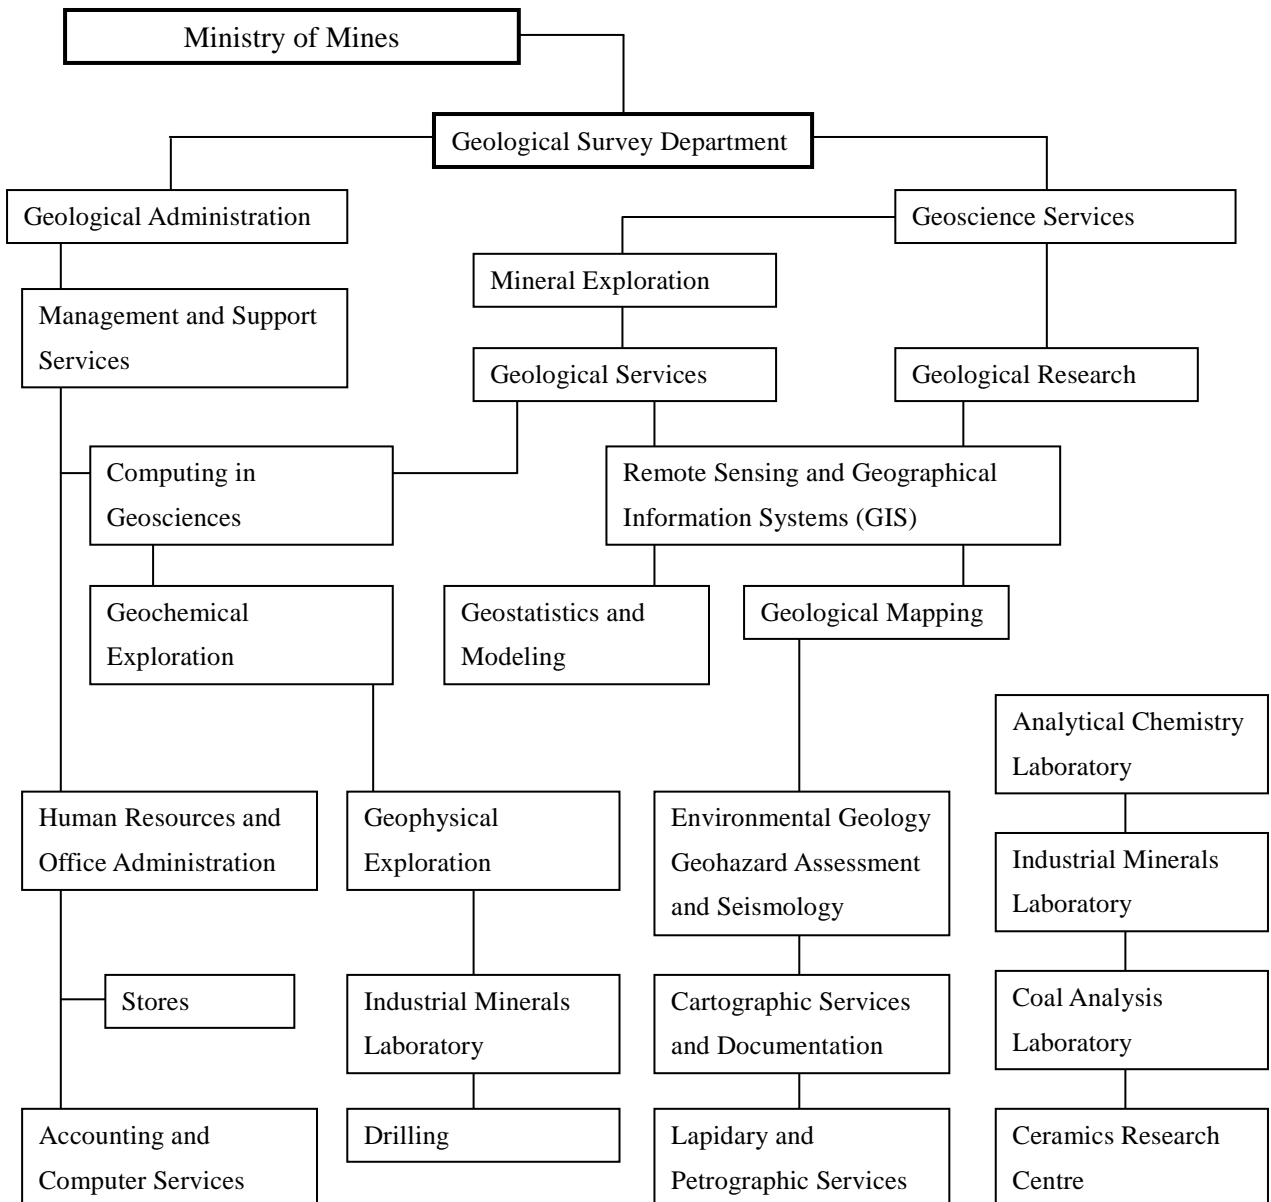 Ministry of Mines
Geological Survey Department
Geological Administration
Geoscience Services
Mineral Exploration
Management and Support
Services
Geological Services
Geological Research
Computing in
Geosciences
Remote Sensing and Geographical
Information Systems (GIS)
Geochemical
Exploration
Geostatistics and
Modeling
Geological Mapping
Analytical Chemistry
Laboratory
Human Resources and
Office Administration
Geophysical
Exploration
Environmental Geology
Geohazard Assessment
and Seismology
Industrial Minerals
Laboratory
Stores
Industrial Minerals
Laboratory
Cartographic Services
and Documentation
Coal Analysis
Laboratory
Accounting and
Computer Services
Drilling
Lapidary and
Petrographic Services
Ceramics Research
Centre